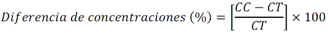 Diferencia de concentraciones (%) = [(CC − CT) / CT] × 100